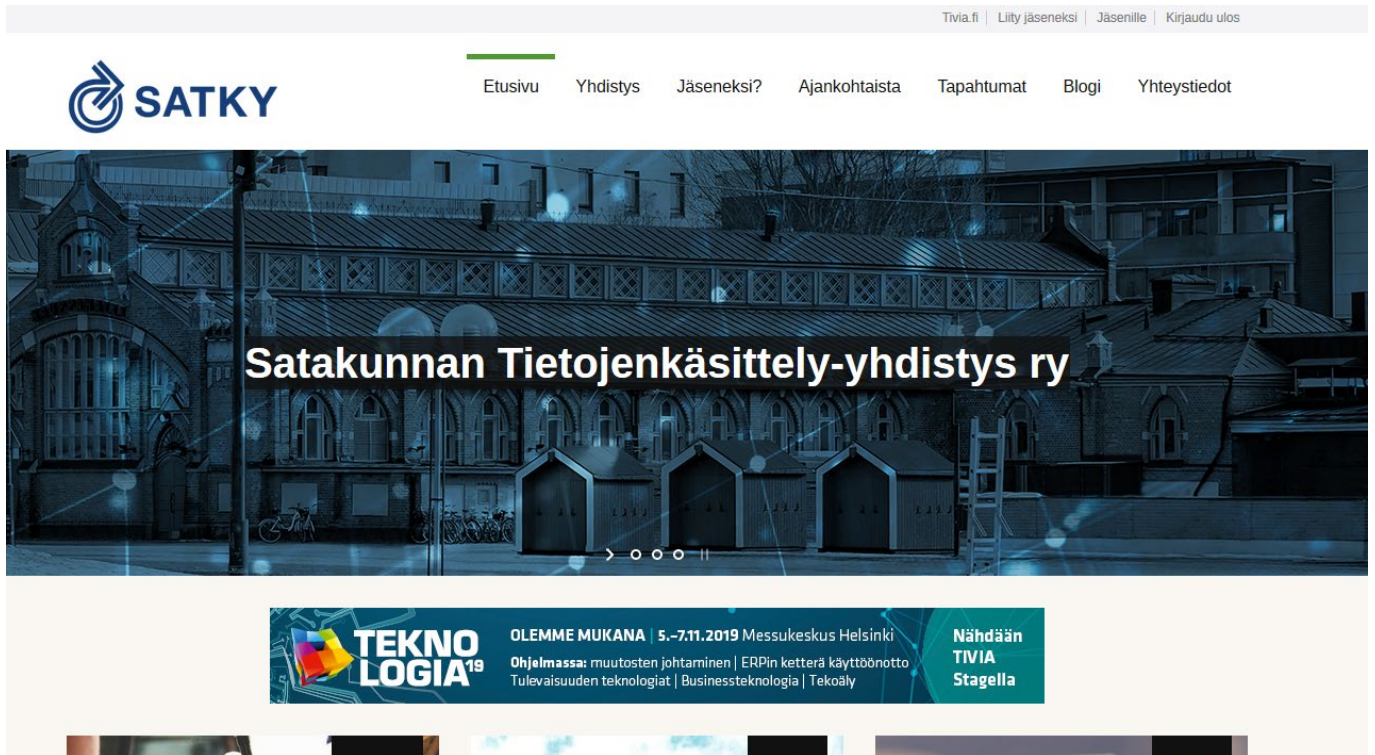 Tivia.fi Liity jäseneksi Jäsenille Kirjaudu ulos
SATKY
Etusivu Yhdistys Jäseneksi? Ajankohtaista Tapahtumat Blogi Yhteystiedot
Satakunnan Tietojenkäsittely-yhdistys ry
TEKNO
LOGIA19
OLEMME MUKANA | 5.–7.11.2019 Messukeskus Helsinki
Ohjelmassa: muutosten johtaminen | ERPin ketterä käyttöönotto
Tulevaisuuden teknologiat | Businessteknologia | Tekoäly
Nähdään
TIVIA
Stagella